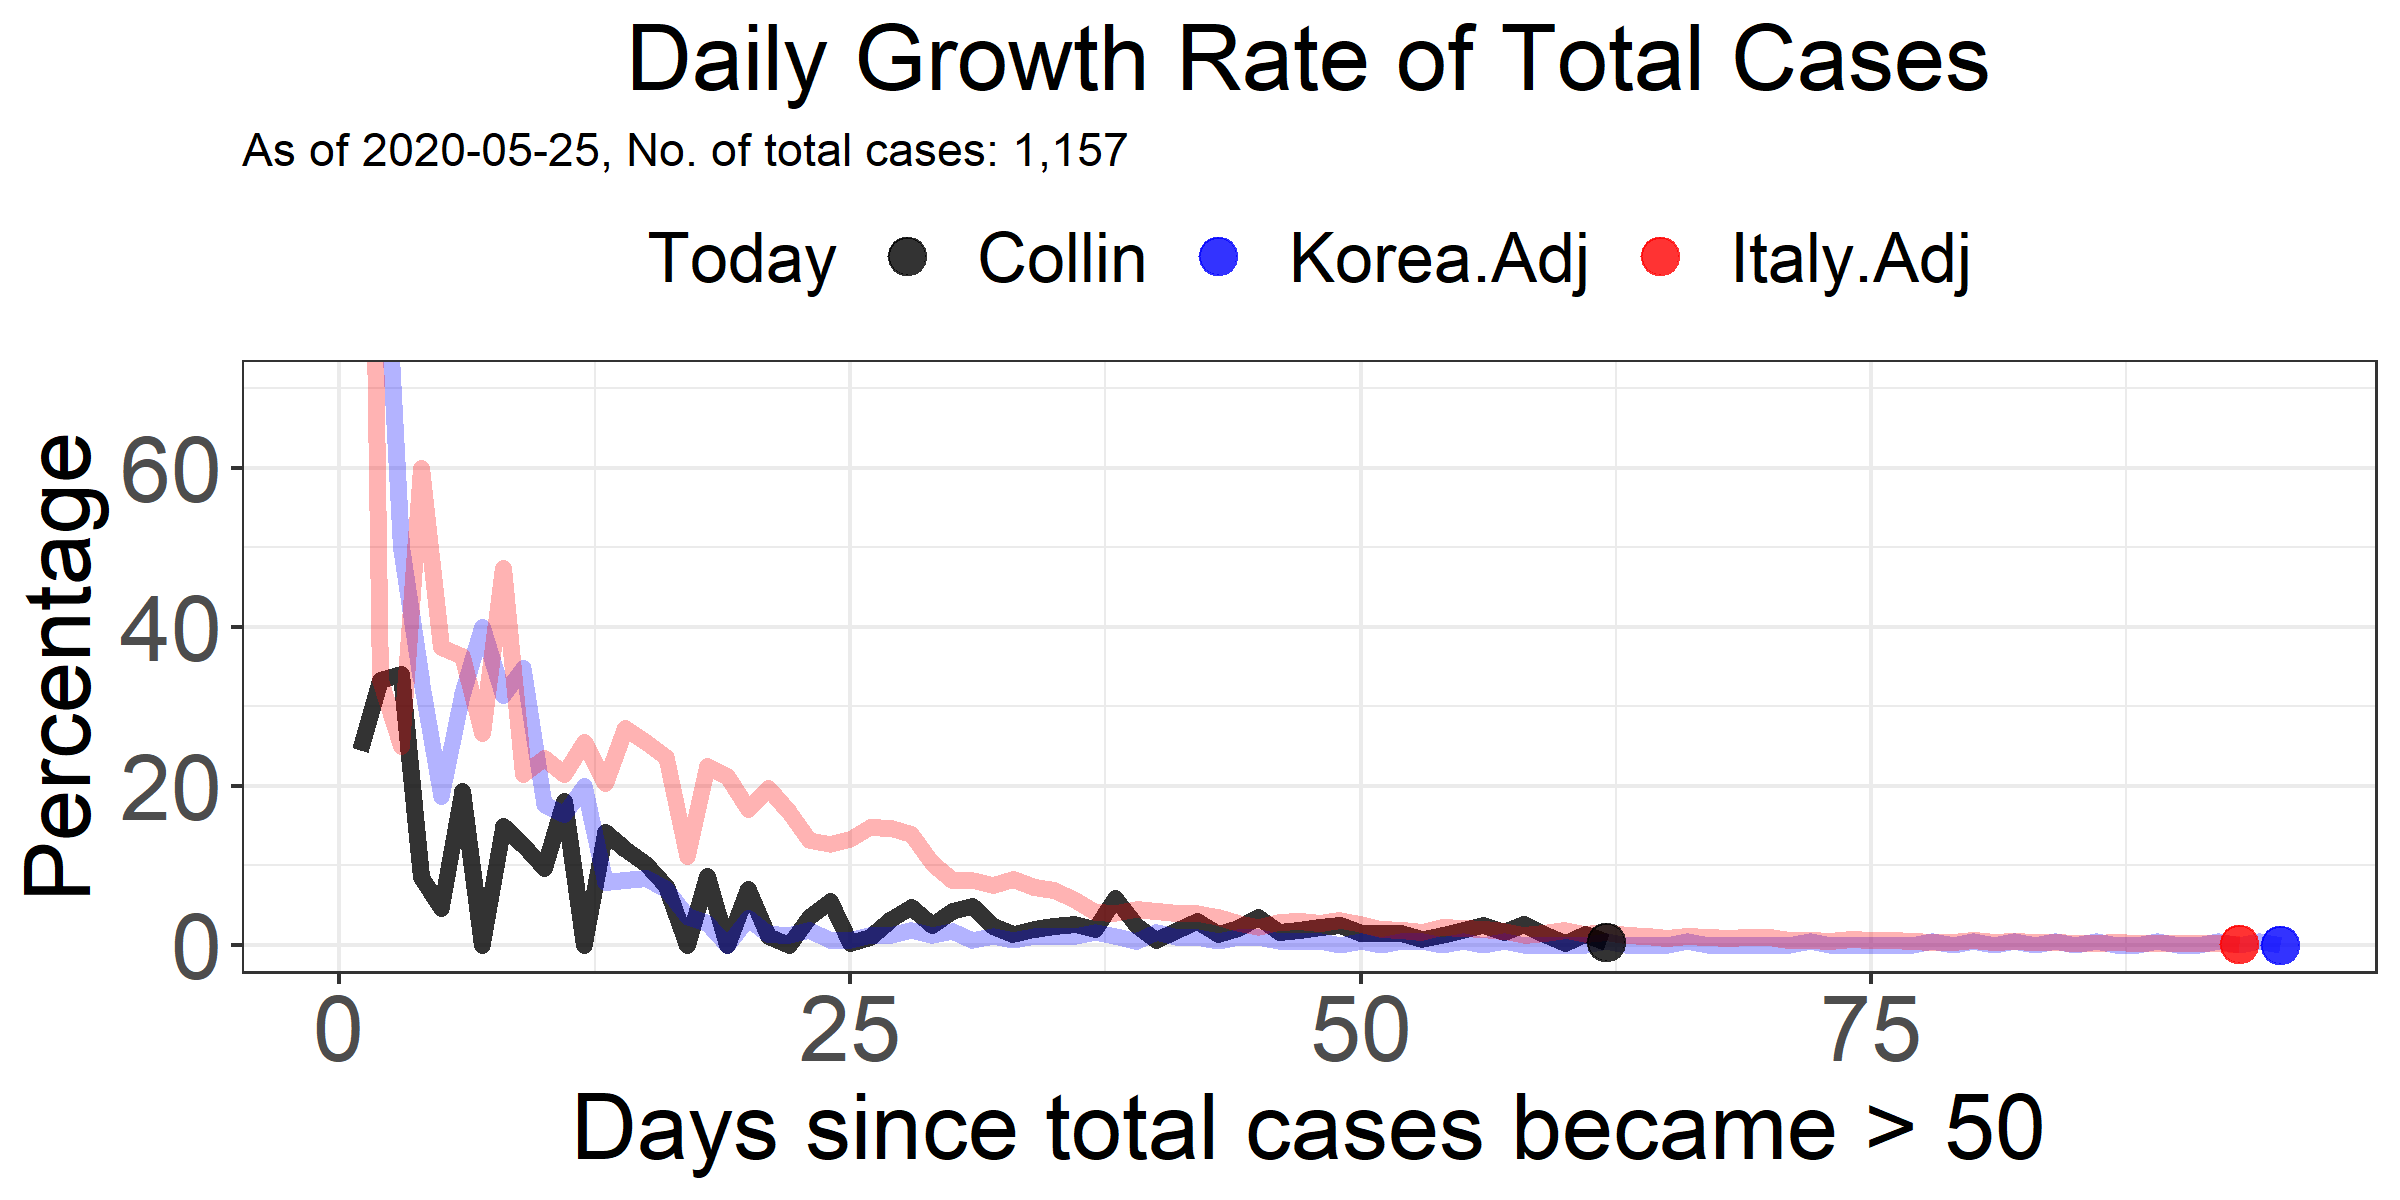 Daily Growth Rate of Total Cases
As of 2020-05-25, No. of total cases: 1,157
Today Collin Korea.Adj Italy.Adj
Percentage
60
40
20
0
0 25 50 75
Days since total cases became > 50